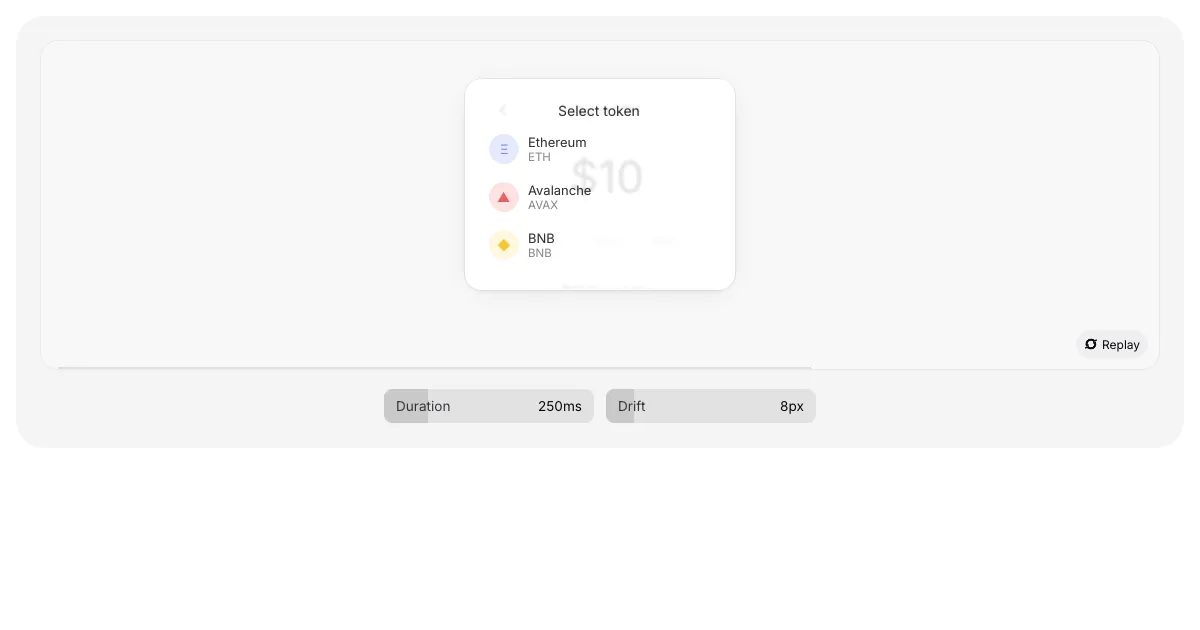 Select token
Ethereum
ETH
$10
Avalanche
AVAX
BNB
BNB
Replay
Duration 250ms
Drift 8px